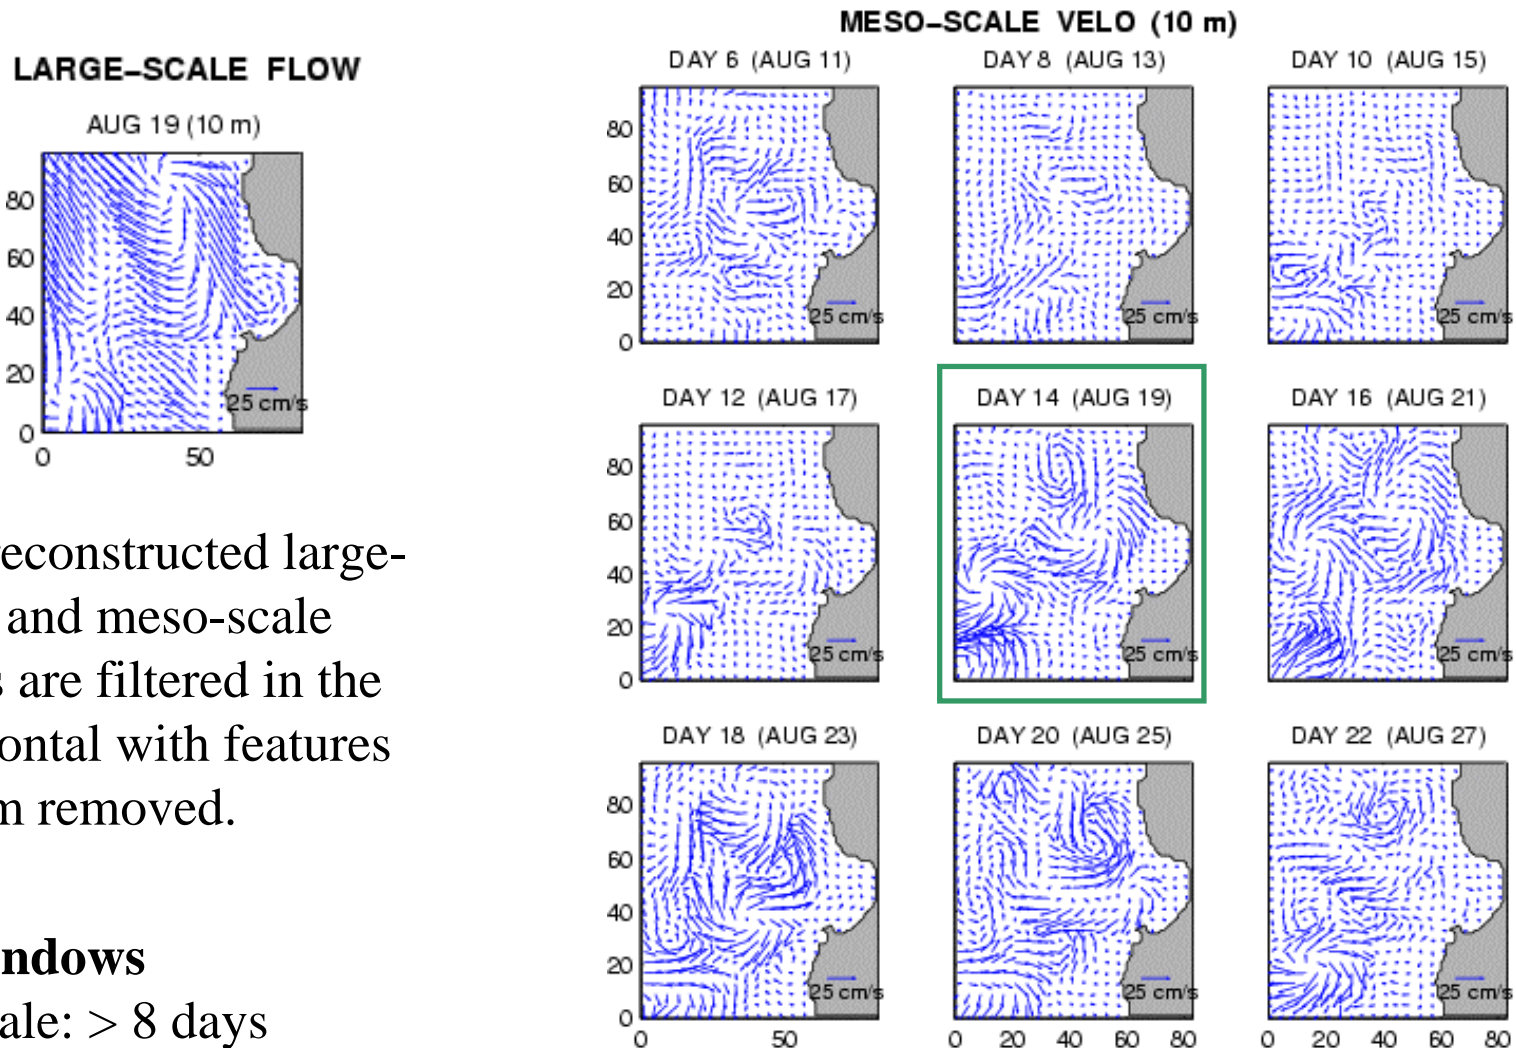 LARGE–SCALE FLOW
AUG 19 (10 m)
80
60
40
20
0
25 cm/s
0 50
reconstructed large-
and meso-scale
s are filtered in the
ontal with features
m removed.
ndows
ale: > 8 days
MESO–SCALE VELO (10 m)
DAY 6 (AUG 11) DAY 8 (AUG 13) DAY 10 (AUG 15)
80
60
40
20
0
25 cm/s 25 cm/s 25 cm/s
DAY 12 (AUG 17) DAY 14 (AUG 19) DAY 16 (AUG 21)
80
60
40
20
0
25 cm/s 25 cm/s 25 cm/s
DAY 18 (AUG 23) DAY 20 (AUG 25) DAY 22 (AUG 27)
80
60
40
20
0
25 cm/s 25 cm/s 25 cm/s
0 50 0 20 40 60 80 0 20 40 60 80